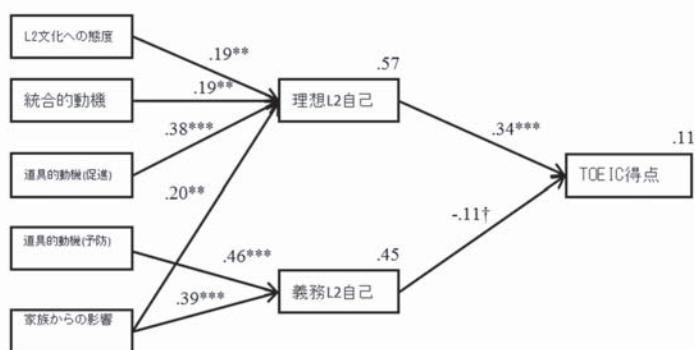 L2文化への態度
.19**
.57
統合的動機
.19**
理想L2自己
.38***
.34***
.11
道具的動機(促進)
TOEIC得点
.20**
-.11†
道具的動機(予防)
.46***
.45
.39***
義務L2自己
家族からの影響